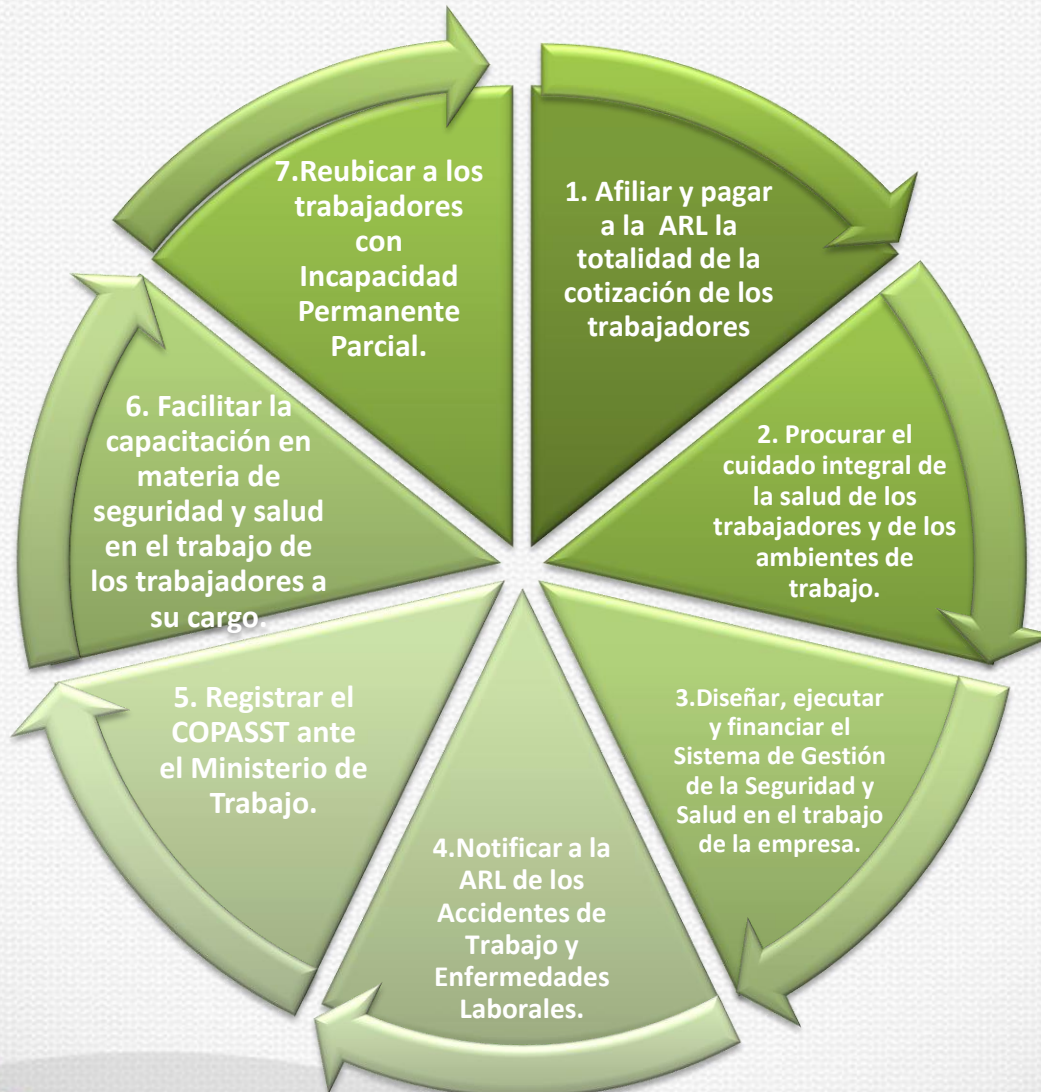 1. Afiliar y pagar
a la ARL la
totalidad de la
cotización de los
trabajadores
2. Procurar el
cuidado integral de
la salud de los
trabajadores y de los
ambientes de
trabajo.
3.Diseñar, ejecutar
y financiar el
Sistema de Gestión
de la Seguridad y
Salud en el trabajo
de la empresa.
4.Notificar a la
ARL de los
Accidentes de
Trabajo y
Enfermedades
Laborales.
5. Registrar el
COPASST ante
el Ministerio de
Trabajo.
6. Facilitar la
capacitación en
materia de
seguridad y salud
en el trabajo de
los trabajadores a
su cargo.
7.Reubicar a los
trabajadores
con
Incapacidad
Permanente
Parcial.